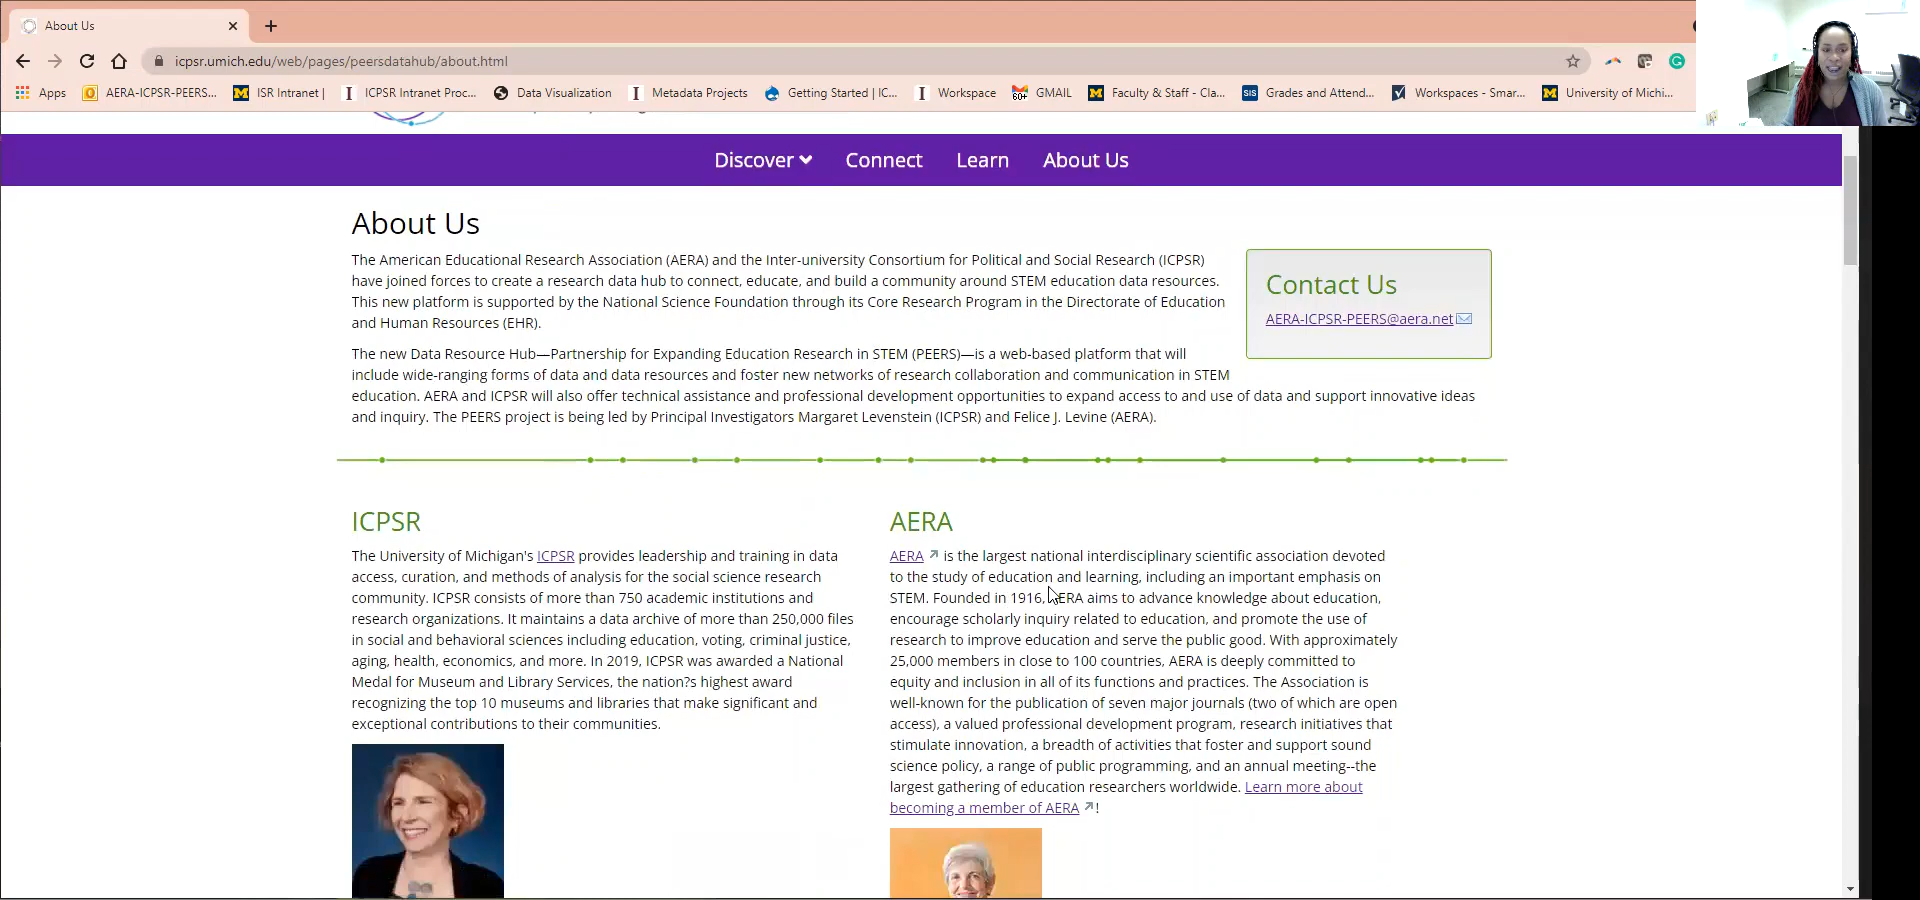 About Us
icpsr.umich.edu/web/pages/peersdatahub/about.html
Apps AERA-ICPSR-PEERS... ISR Intranet | ICPSR Intranet Proc... Data Visualization Metadata Projects Getting Started | IC... Workspace GMAIL Faculty & Staff - Cla... Grades and Attend... Workspaces - Smar... University of Michi...
Discover Connect Learn About Us
About Us
The American Educational Research Association (AERA) and the Inter-university Consortium for Political and Social Research (ICPSR)
have joined forces to create a research data hub to connect, educate, and build a community around STEM education data resources.
This new platform is supported by the National Science Foundation through its Core Research Program in the Directorate of Education
and Human Resources (EHR).
The new Data Resource Hub—Partnership for Expanding Education Research in STEM (PEERS)—is a web-based platform that will
include wide-ranging forms of data and data resources and foster new networks of research collaboration and communication in STEM
education. AERA and ICPSR will also offer technical assistance and professional development opportunities to expand access to and use of data and support innovative ideas
and inquiry. The PEERS project is being led by Principal Investigators Margaret Levenstein (ICPSR) and Felice J. Levine (AERA).
Contact Us
AERA-ICPSR-PEERS@aera.net
ICPSR
The University of Michigan's ICPSR provides leadership and training in data
access, curation, and methods of analysis for the social science research
community. ICPSR consists of more than 750 academic institutions and
research organizations. It maintains a data archive of more than 250,000 files
in social and behavioral sciences including education, voting, criminal justice,
aging, health, economics, and more. In 2019, ICPSR was awarded a National
Medal for Museum and Library Services, the nation?s highest award
recognizing the top 10 museums and libraries that make significant and
exceptional contributions to their communities.
AERA
AERA is the largest national interdisciplinary scientific association devoted
to the study of education and learning, including an important emphasis on
STEM. Founded in 1916, AERA aims to advance knowledge about education,
encourage scholarly inquiry related to education, and promote the use of
research to improve education and serve the public good. With approximately
25,000 members in close to 100 countries, AERA is deeply committed to
equity and inclusion in all of its functions and practices. The Association is
well-known for the publication of seven major journals (two of which are open
access), a valued professional development program, research initiatives that
stimulate innovation, a breadth of activities that foster and support sound
science policy, a range of public programming, and an annual meeting--the
largest gathering of education researchers worldwide. Learn more about
becoming a member of AERA !